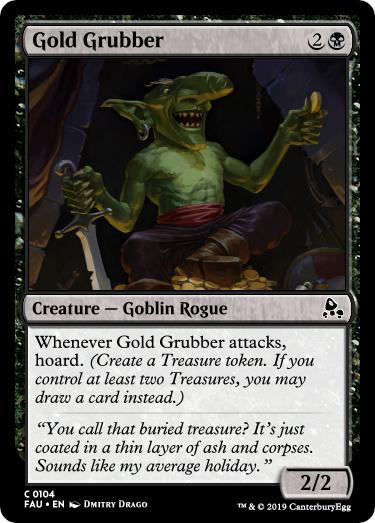 Gold Grubber 2
Creature — Goblin Rogue
Whenever Gold Grubber attacks,
hoard. (Create a Treasure token. If you
control at least two Treasures, you may
draw a card instead.)
“You call that buried treasure? It’s just
coated in a thin layer of ash and corpses.
Sounds like my average holiday.”
2/2
C 0104
FAU • EN Dmitry Drago
™ & © 2019 CanterburyEgg